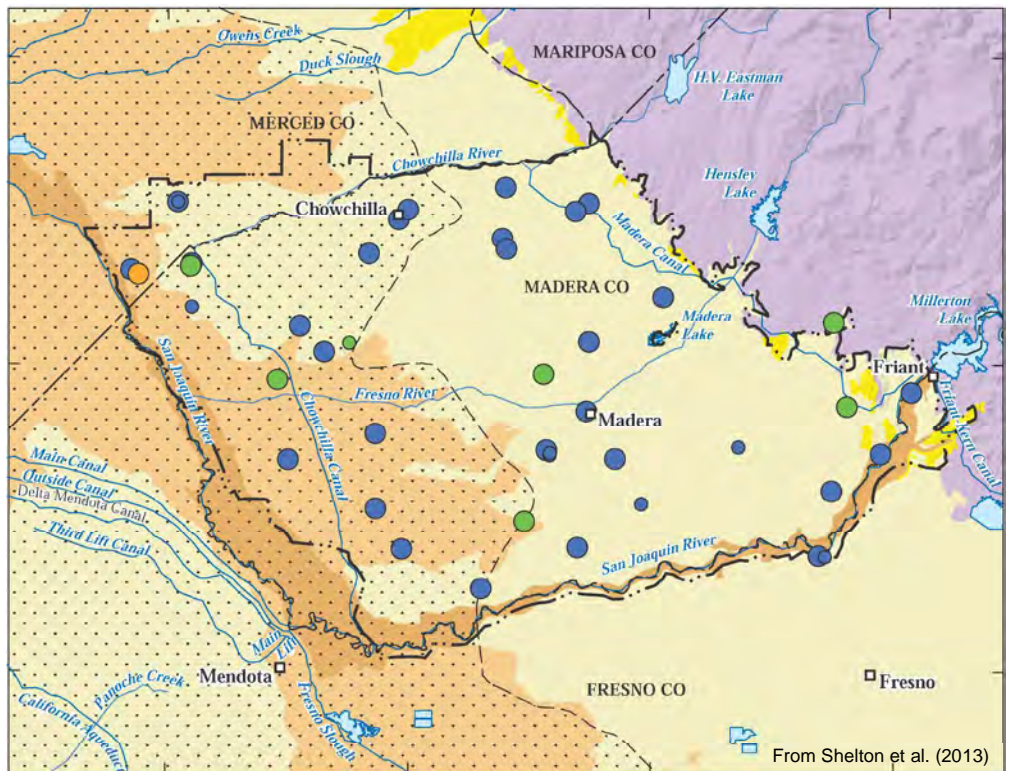 Owens Creek
Duck Slough
MARIPOSA CO
H.V. Eastman
Lake
MERCED CO
Chowchilla River
Hensley
Lake
Chowchilla
Madera Canal
MADERA CO
Millerton
Lake
Madera
Lake
Friant
San Joaquin River
Fresno River
Chowchilla Canal
Madera
Friant-Kern Canal
Main Canal
Outside Canal
Delta Mendota Canal
Third Lift Canal
San Joaquin River
Main
Lift
Mendota
Panoche Creek
Fresno Slough
FRESNO CO
Fresno
California Aqueduct
From Shelton et al. (2013)